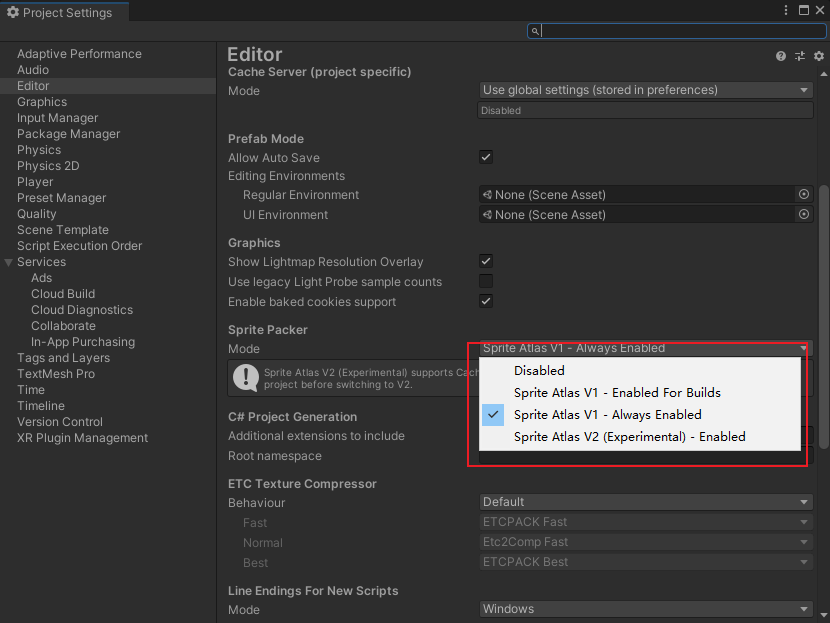 Project Settings
Adaptive Performance
Audio
Editor
Graphics
Input Manager
Package Manager
Physics
Physics 2D
Player
Preset Manager
Quality
Scene Template
Script Execution Order
Services
Ads
Cloud Build
Cloud Diagnostics
Collaborate
In-App Purchasing
Tags and Layers
TextMesh Pro
Time
Timeline
Version Control
XR Plugin Management
Editor
Cache Server (project specific)
Mode
Use global settings (stored in preferences)
Disabled
Prefab Mode
Allow Auto Save
Editing Environments
Regular Environment
None (Scene Asset)
UI Environment
None (Scene Asset)
Graphics
Show Lightmap Resolution Overlay
Use legacy Light Probe sample counts
Enable baked cookies support
Sprite Packer
Mode
Sprite Atlas V1 - Always Enabled
Sprite Atlas V2 (Experimental) supports
project before switching to V2.
Disabled
Sprite Atlas V1 - Enabled For Builds
Sprite Atlas V1 - Always Enabled
Sprite Atlas V2 (Experimental) - Enabled
C# Project Generation
Additional extensions to include
Root namespace
ETC Texture Compressor
Behaviour
Default
Fast
ETCPACK Fast
Normal
Etc2Comp Fast
Best
ETCPACK Best
Line Endings For New Scripts
Mode
Windows